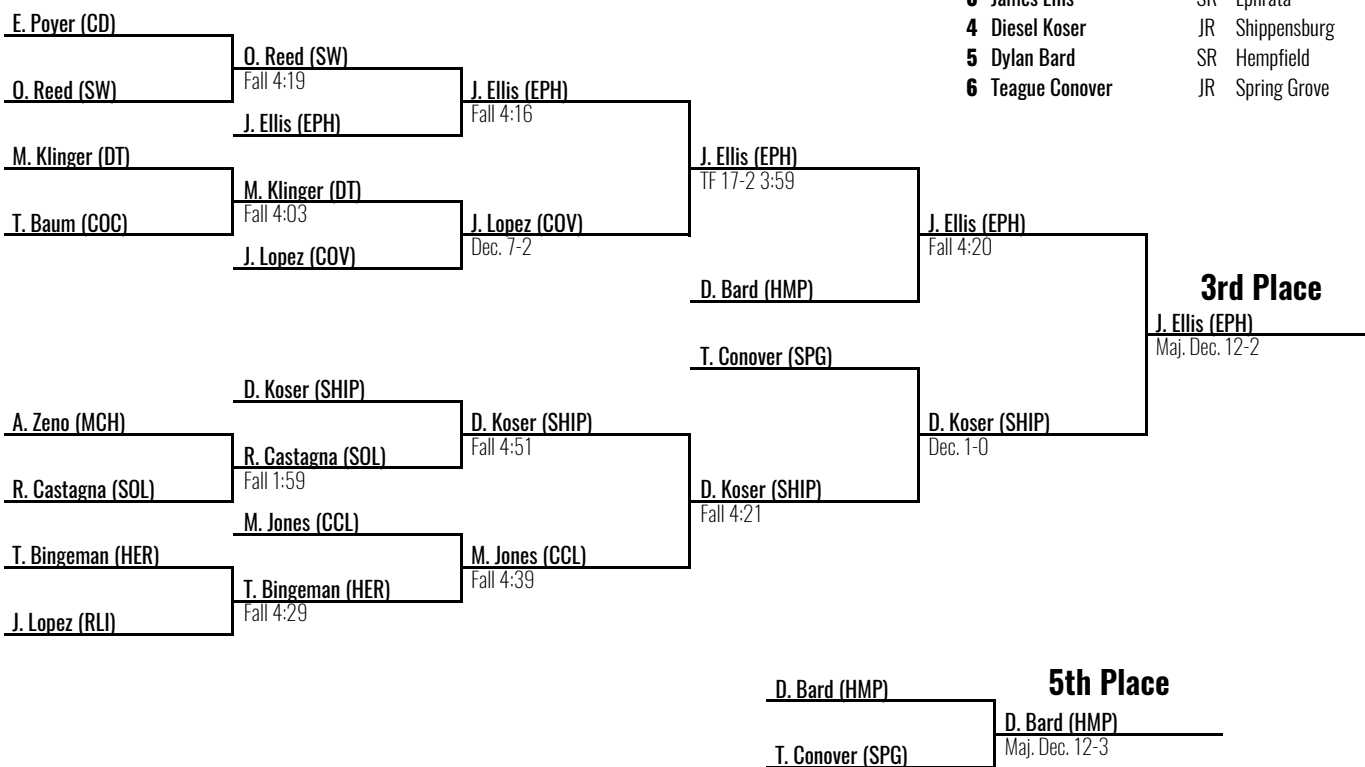 3 James Ellis SR Ephrata
4 Diesel Koser JR Shippensburg
5 Dylan Bard SR Hempfield
6 Teague Conover JR Spring Grove
E. Poyer (CD)
O. Reed (SW)
M. Klinger (DT)
T. Baum (COC)
A. Zeno (MCH)
R. Castagna (SOL)
T. Bingeman (HER)
J. Lopez (RLI)
O. Reed (SW)
Fall 4:19
J. Ellis (EPH)
M. Klinger (DT)
Fall 4:03
J. Lopez (COV)
D. Koser (SHIP)
R. Castagna (SOL)
Fall 1:59
M. Jones (CCL)
T. Bingeman (HER)
Fall 4:29
J. Ellis (EPH)
Fall 4:16
J. Lopez (COV)
Dec. 7-2
D. Koser (SHIP)
Fall 4:51
M. Jones (CCL)
Fall 4:39
J. Ellis (EPH)
TF 17-2 3:59
D. Bard (HMP)
T. Conover (SPG)
D. Koser (SHIP)
Fall 4:21
J. Ellis (EPH)
Fall 4:20
D. Koser (SHIP)
Dec. 1-0
3rd Place
J. Ellis (EPH)
Maj. Dec. 12-2
5th Place
D. Bard (HMP)
T. Conover (SPG)
D. Bard (HMP)
Maj. Dec. 12-3